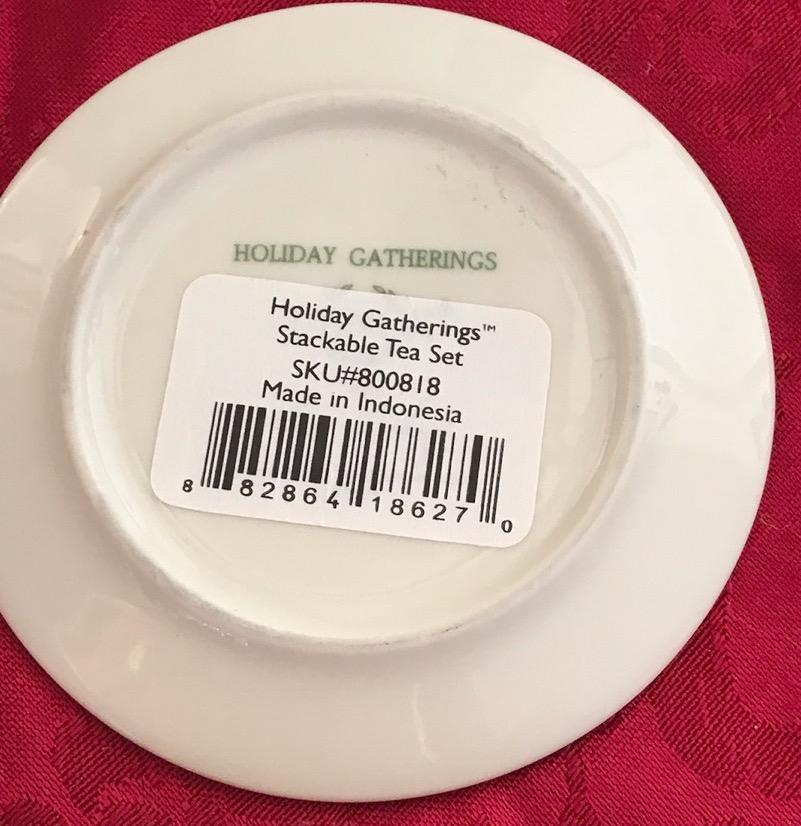 HOLIDAY GATHERINGS
Holiday Gatherings™
Stackable Tea Set
SKU#800818
Made in Indonesia
8 82864 18627 0